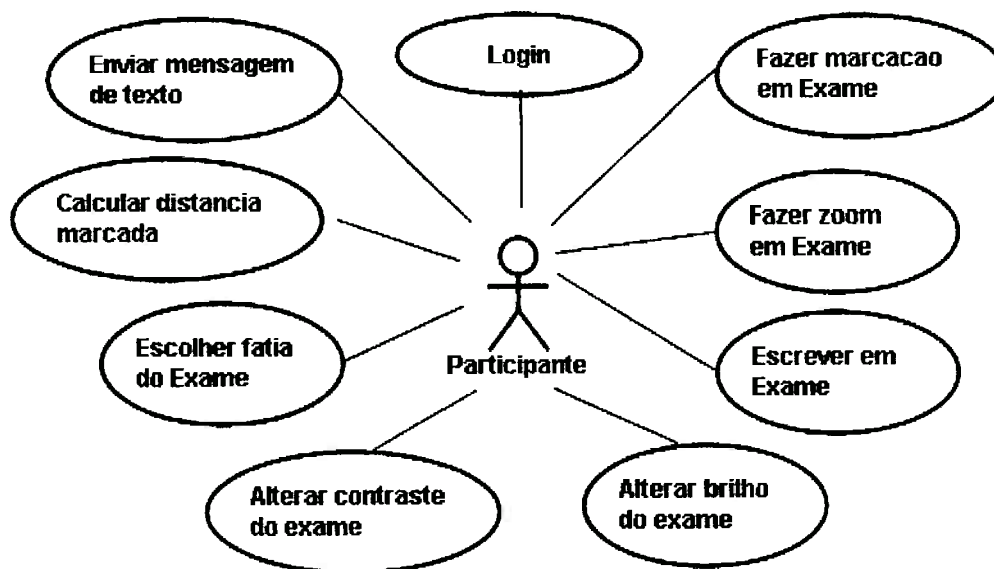 Enviar mensagem
de texto
Login
Fazer marcacao
em Exame
Calcular distancia
marcada
Fazer zoom
em Exame
Escolher fatia
do Exame
Participante
Escrever em
Exame
Alterar contraste
do exame
Alterar brilho
do exame